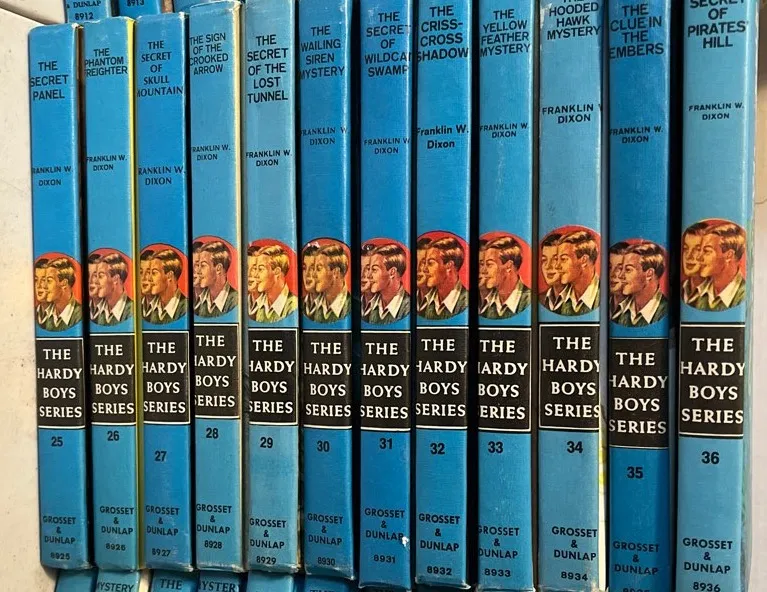 & DUNLAP
8912
8913
THE
SECRET
PANEL
FRANKLIN W.
DIXON
THE
HARDY
BOYS
SERIES
25
GROSSET
&
DUNLAP
8925
THE
PHANTOM
FREIGHTER
FRANKLIN W.
DIXON
THE
HARDY
BOYS
SERIES
26
GROSSET
&
DUNLAP
8926
THE
SECRET
OF
SKULL
MOUNTAIN
FRANKLIN W.
DIXON
THE
HARDY
BOYS
SERIES
27
GROSSET
&
DUNLAP
8927
THE SIGN
OF THE
CROOKED
ARROW
FRANKLIN W.
DIXON
THE
HARDY
BOYS
SERIES
28
GROSSET
&
DUNLAP
8928
THE
SECRET
OF THE
LOST
TUNNEL
FRANKLIN W.
DIXON
THE
HARDY
BOYS
SERIES
29
GROSSET
&
DUNLAP
8929
THE
WAILING
SIREN
MYSTERY
FRANKLIN W.
DIXON
THE
HARDY
BOYS
SERIES
30
GROSSET
&
DUNLAP
8930
THE
SECRET
OF
WILDCAT
SWAMP
FRANKLIN W.
DIXON
THE
HARDY
BOYS
SERIES
31
GROSSET
&
DUNLAP
8931
THE
CRISS-
CROSS
SHADOW
Franklin W.
Dixon
THE
HARDY
BOYS
SERIES
32
GROSSET
&
DUNLAP
8932
THE
YELLOW
FEATHER
MYSTERY
FRANKLIN W.
DIXON
THE
HARDY
BOYS
SERIES
33
GROSSET
&
DUNLAP
8933
THE
HOODED
HAWK
MYSTERY
FRANKLIN W.
DIXON
THE
HARDY
BOYS
SERIES
34
GROSSET
&
DUNLAP
8934
THE
CLUE IN
THE
EMBERS
FRANKLIN W.
DIXON
THE
HARDY
BOYS
SERIES
35
GROSSET
&
DUNLAP
SECRET
OF
PIRATES'
HILL
FRANKLIN W.
DIXON
THE
HARDY
BOYS
SERIES
36
GROSSET
&
DUNLAP
8936
MYSTERY
THE
MYSTER